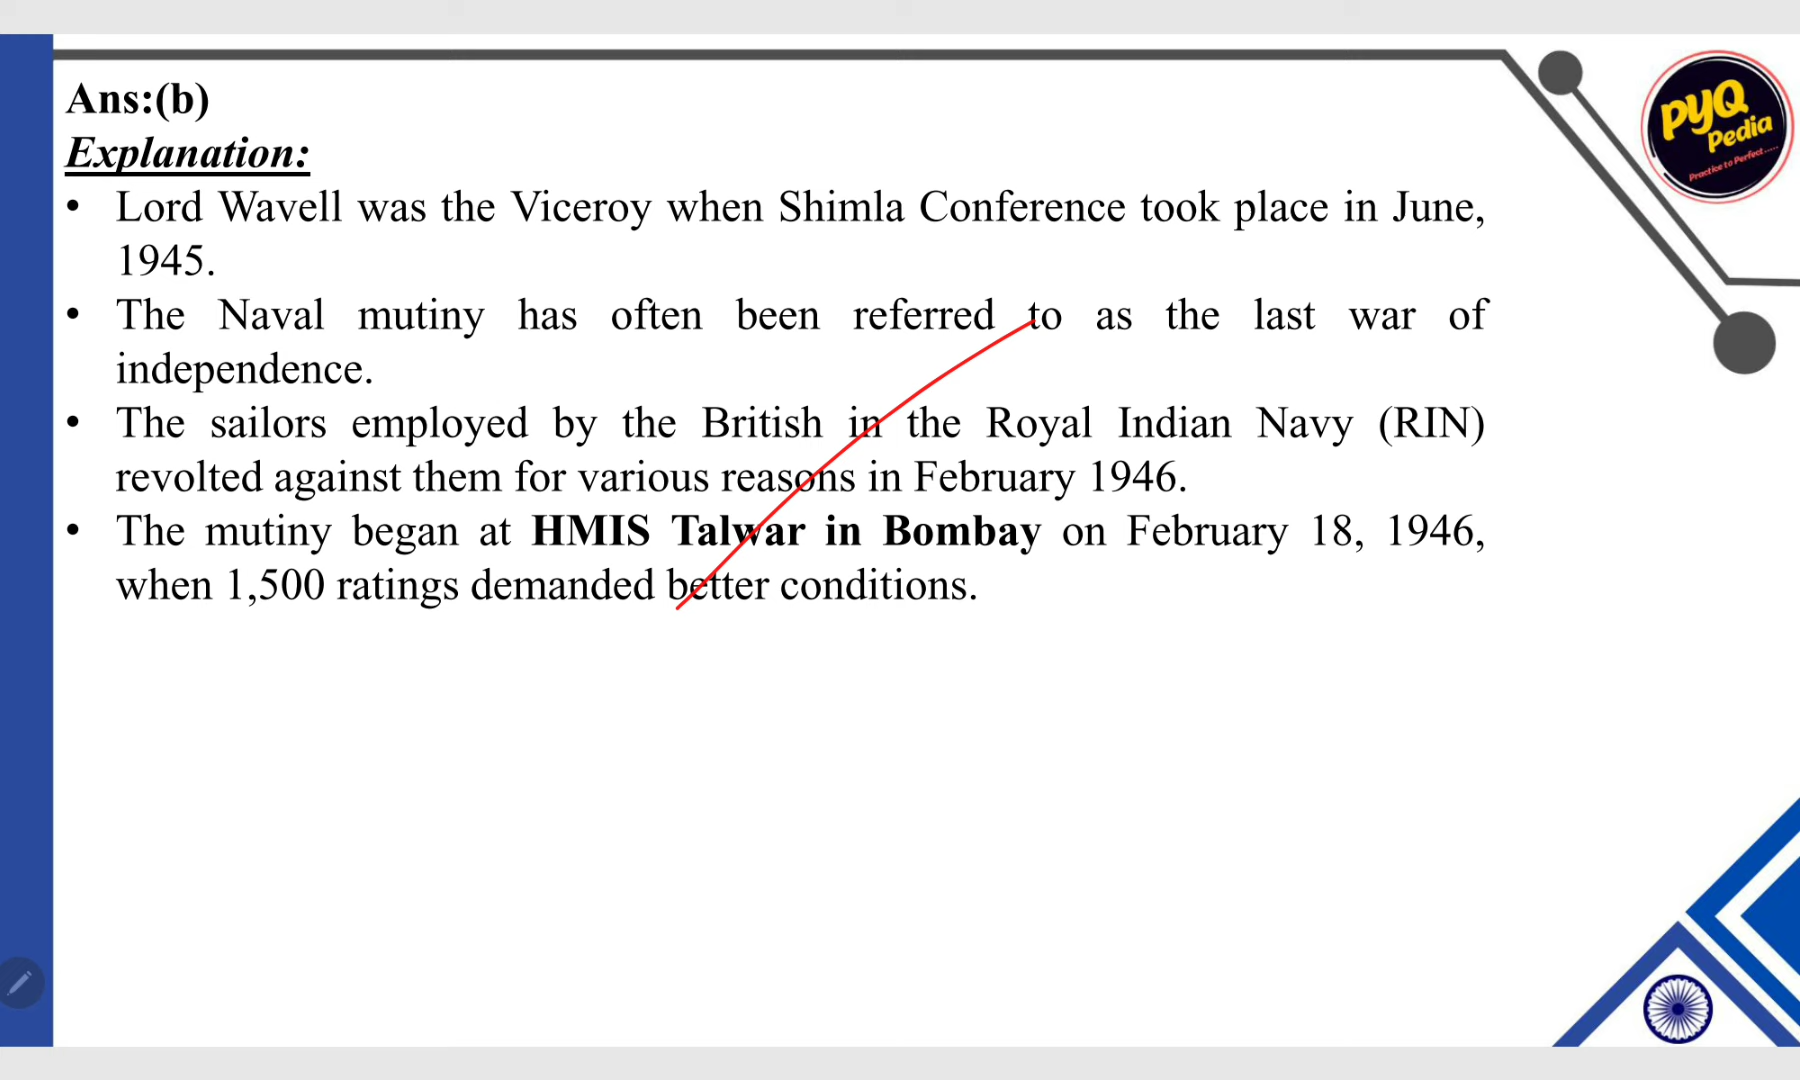 Ans:(b)
Explanation:
• Lord Wavell was the Viceroy when Shimla Conference took place in June,
1945.
• The Naval mutiny has often been referred to as the last war of
independence.
• The sailors employed by the British in the Royal Indian Navy (RIN)
revolted against them for various reasons in February 1946.
• The mutiny began at HMIS Talwar in Bombay on February 18, 1946,
when 1,500 ratings demanded better conditions.
PYQ
Pedia
Practice to Perfect.....